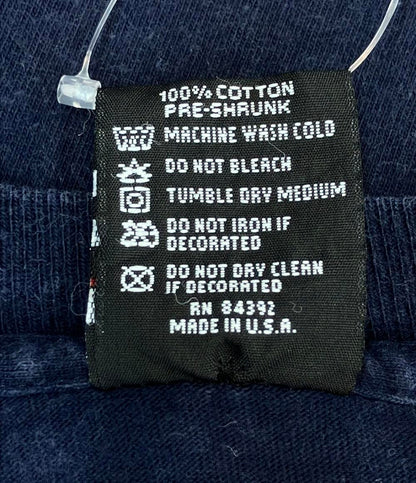 100% COTTON
PRE-SHRUNK
MACHINE WASH COLD
DO NOT BLEACH
TUMBLE DRY MEDIUM
DO NOT IRON IF
DECORATED
DO NOT DRY CLEAN
IF DECORATED
RN 84392
MADE IN U.S.A.